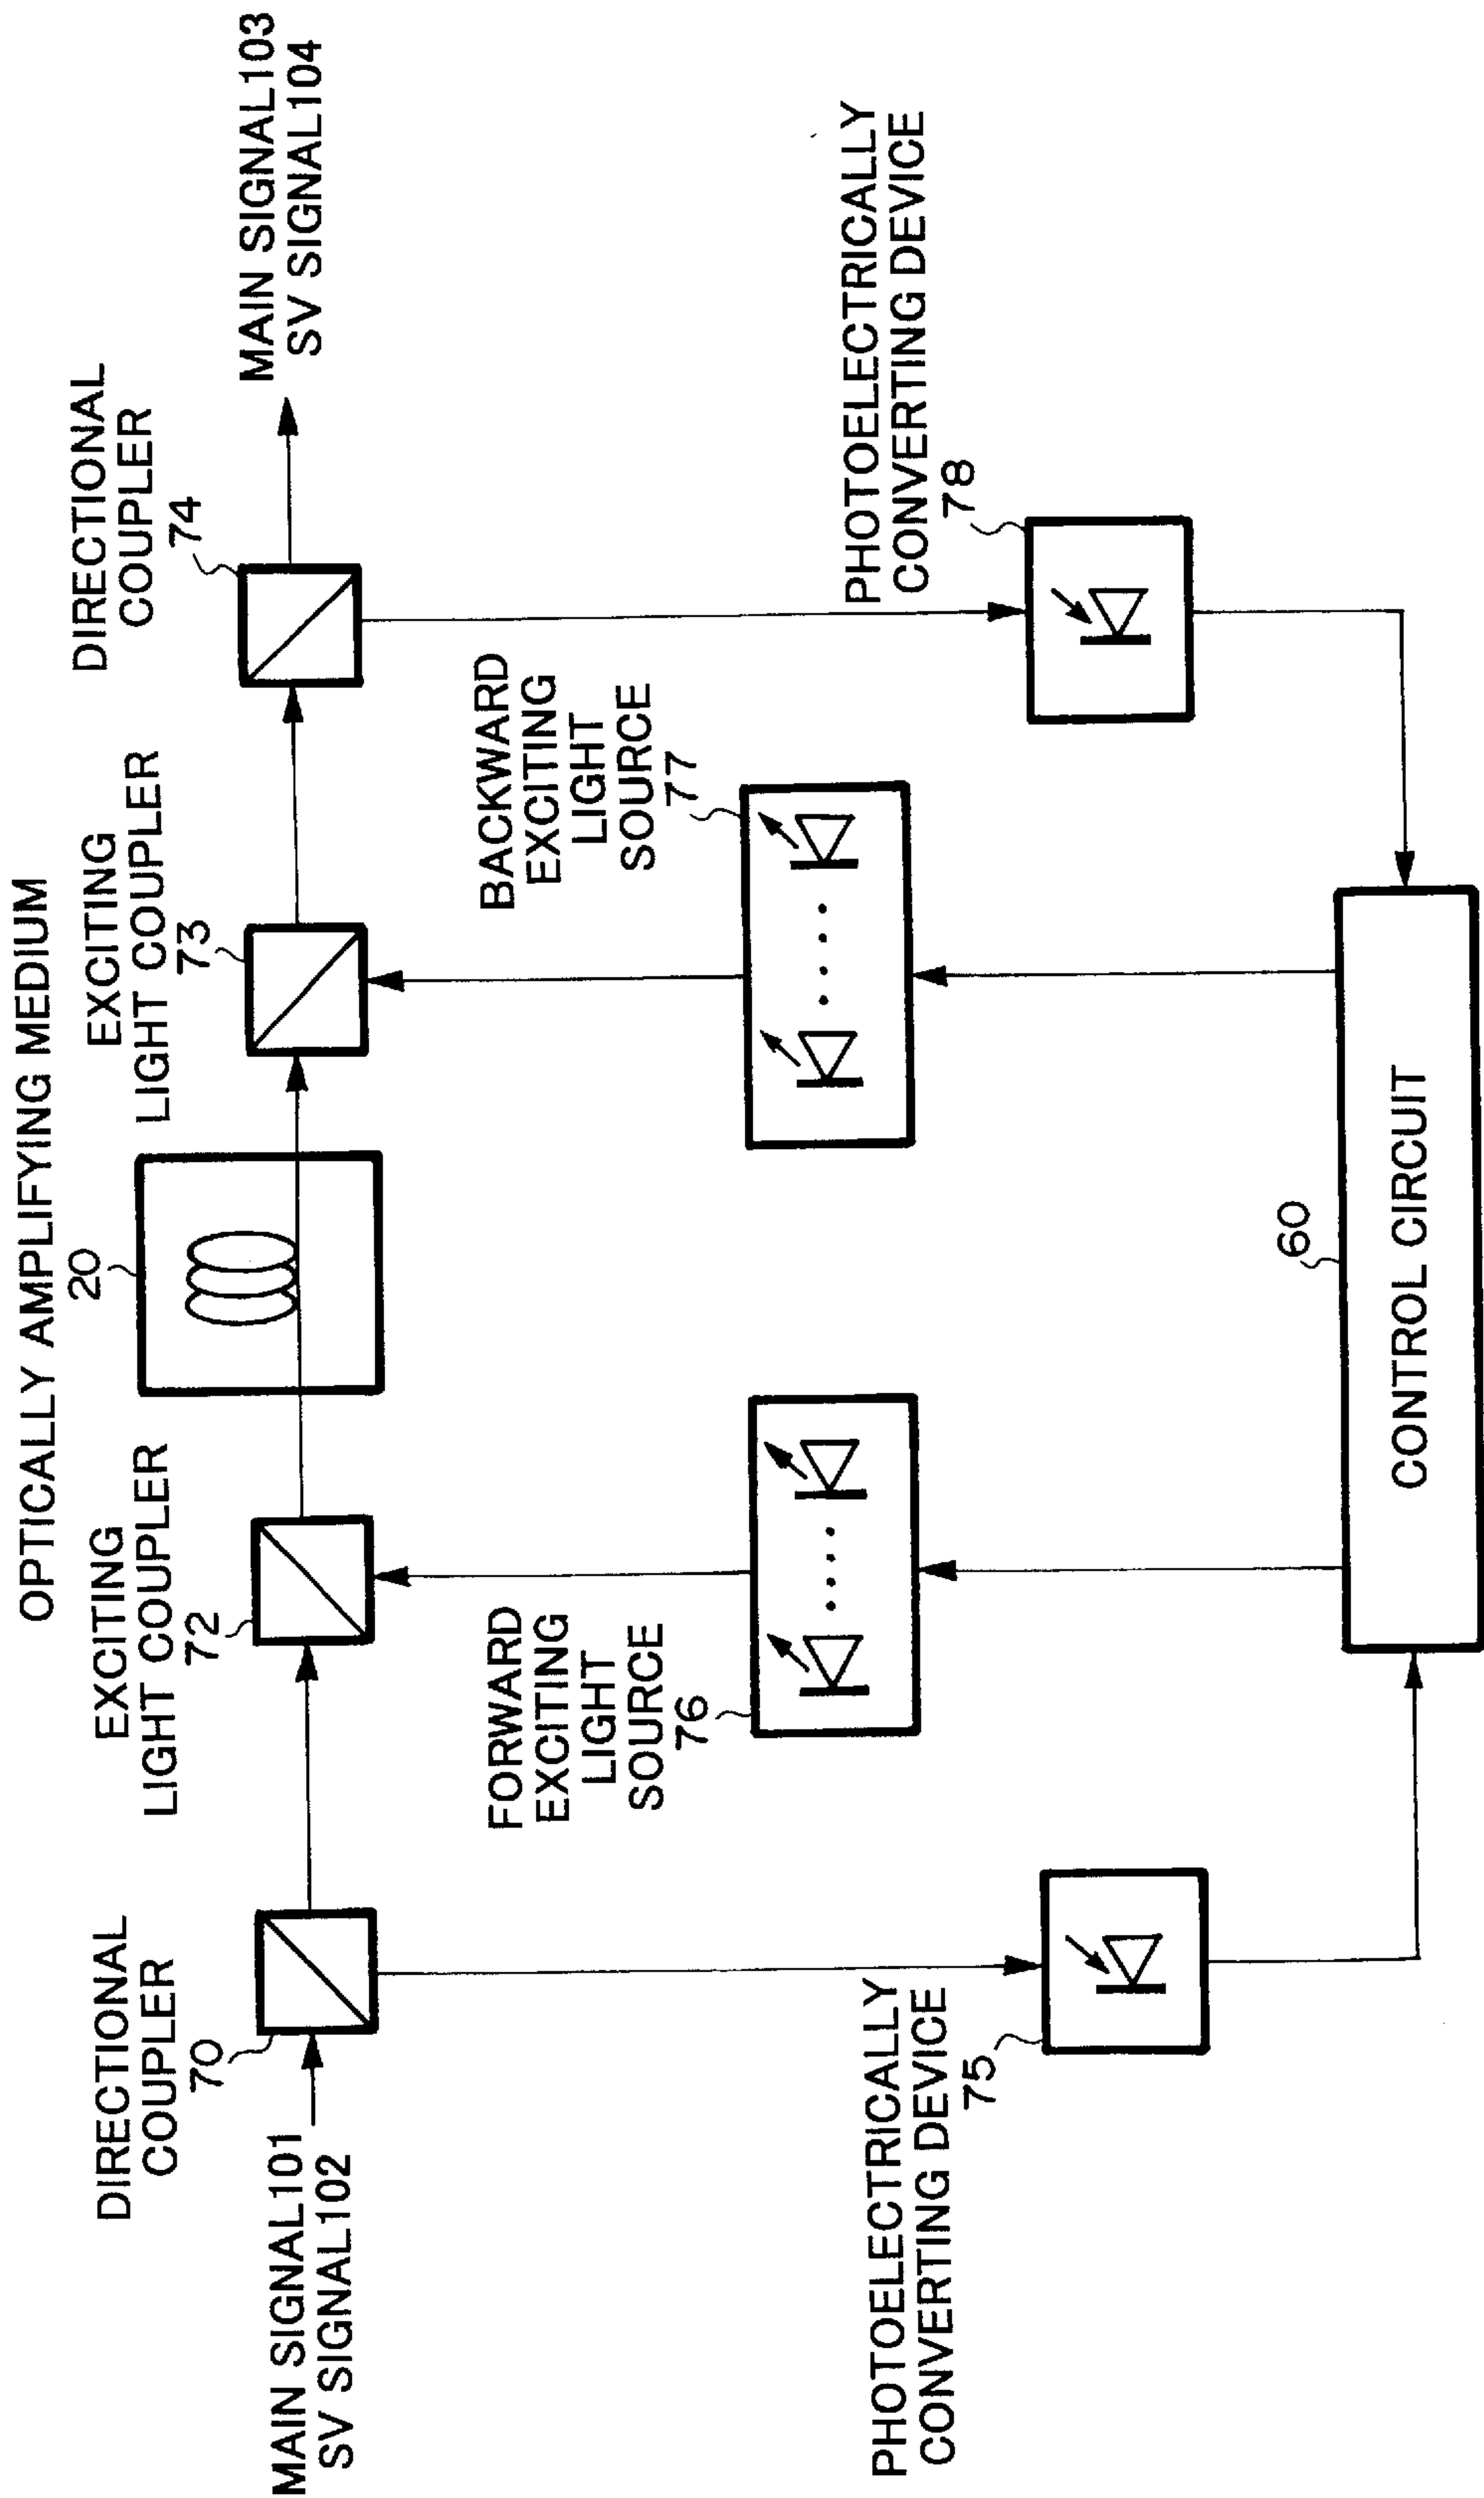 OPTICALLY AMPLIFYING MEDIUM
20
DIRECTIONAL
COUPLER
70
EXCITING
LIGHT COUPLER
72
EXCITING
LIGHT COUPLER
73
DIRECTIONAL
COUPLER
74
MAIN SIGNAL101
SV SIGNAL102
MAIN SIGNAL103
SV SIGNAL104
FORWARD
EXCITING
LIGHT
SOURCE
76
BACKWARD
EXCITING
LIGHT
SOURCE
77
PHOTOELECTRICALLY
CONVERTING DEVICE
75
PHOTOELECTRICALLY
CONVERTING DEVICE
78
60
CONTROL CIRCUIT